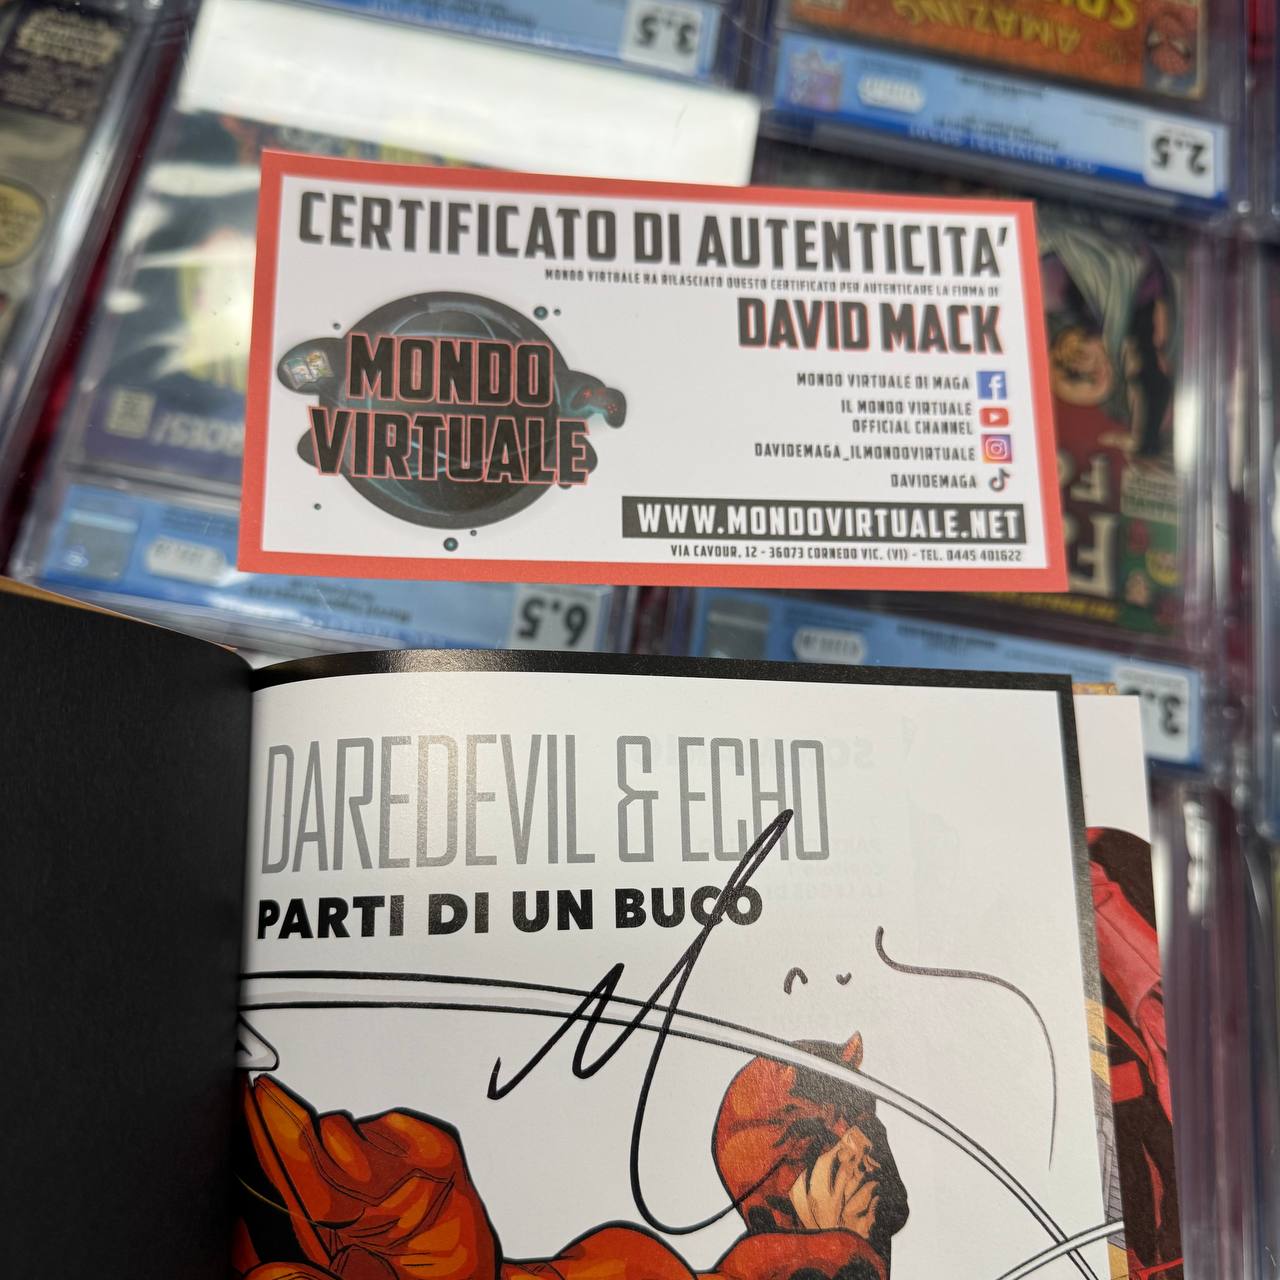 3.5
AMAZING
2.5
CERTIFICATO DI AUTENTICITA'
MONDO VIRTUALE HA RILASCIATO QUESTO CERTIFICATO PER AUTENTICARE LA FIRMA DI
DAVID MACK
MONDO VIRTUALE
MONDO VIRTUALE DI MAGA
IL MONDO VIRTUALE
OFFICIAL CHANNEL
DAVIDEMAGA_ILMONDOVIRTUALE
DAVIDEMAGA
WWW.MONDOVIRTUALE.NET
VIA CAVOUR, 12 - 36073 CORNEDO VIC. (VI) - TEL. 0445 401622
6.5
DAREDEVIL & ECHO
PARTI DI UN BUCO